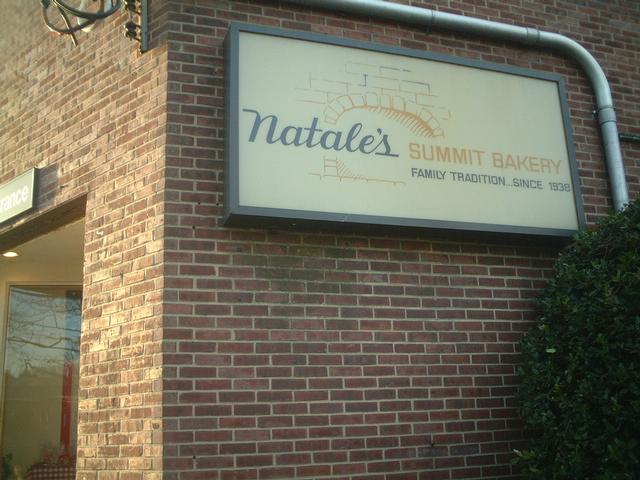 Natale's
SUMMIT BAKERY
FAMILY TRADITION...SINCE 1938
rance